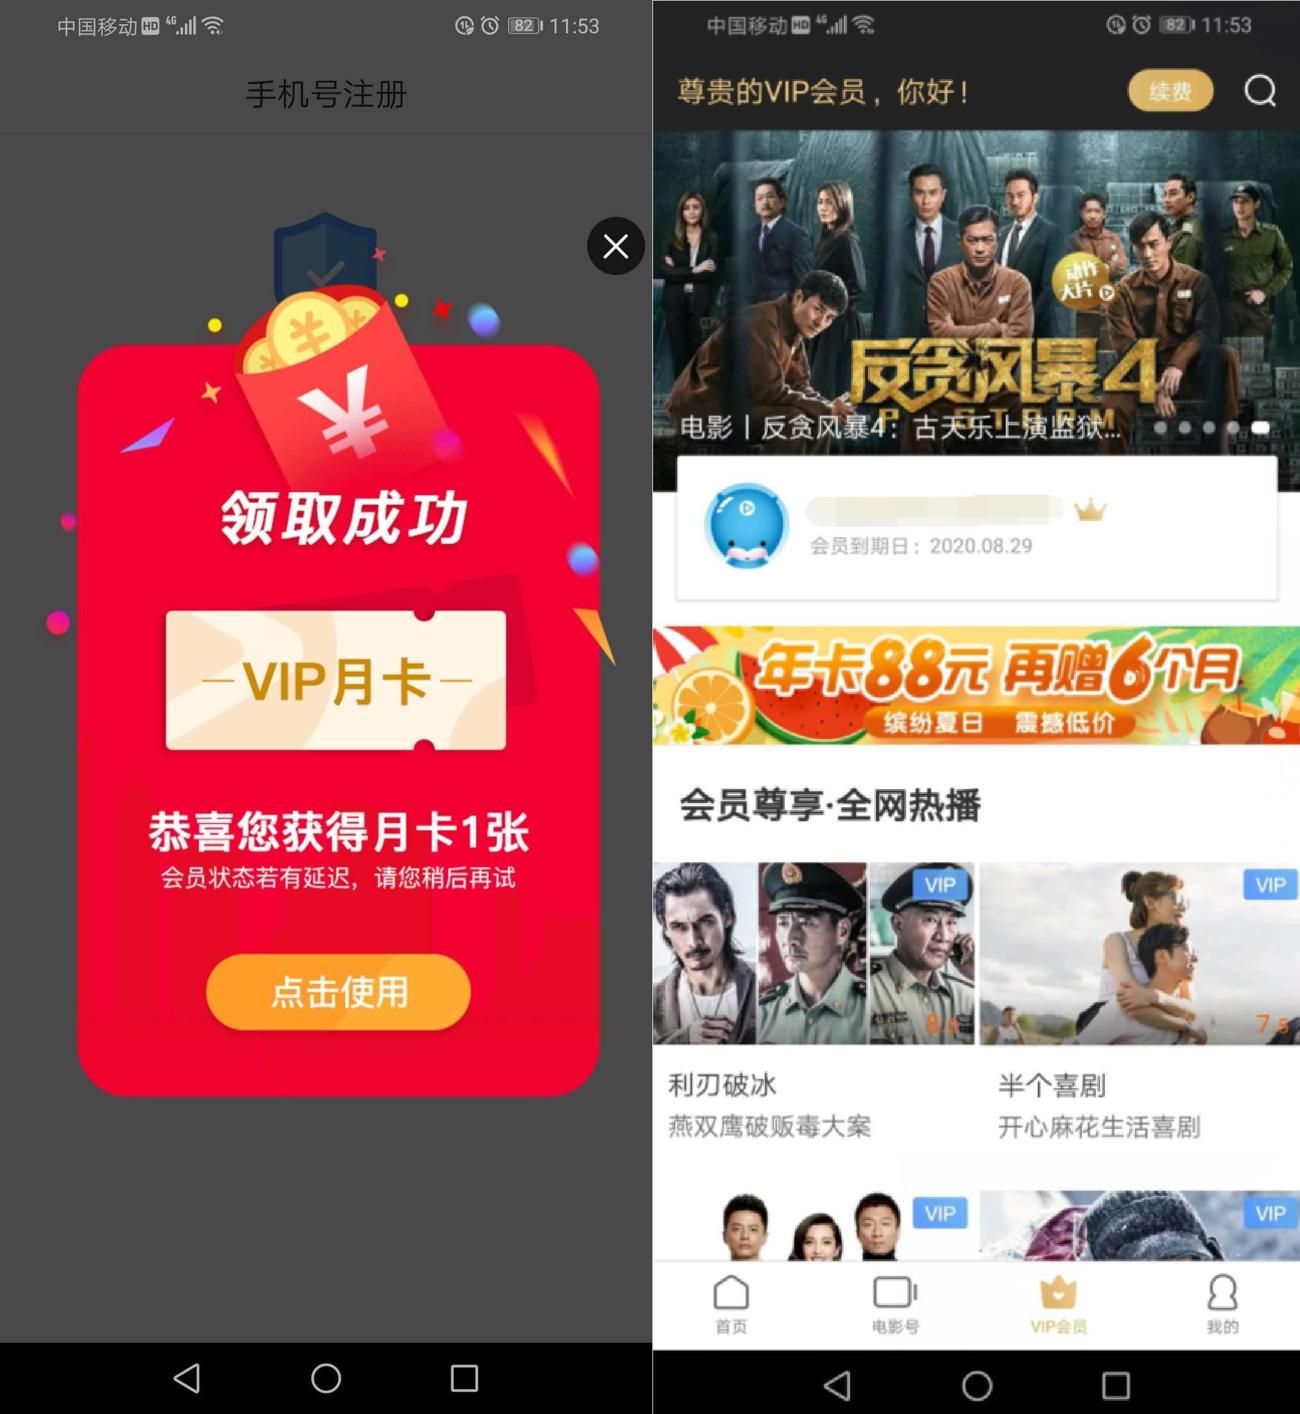 中国移动 HD 4G 82 11:53
手机号注册
领取成功
VIP月卡
恭喜您获得月卡1张
会员状态若有延迟，请您稍后再试
点击使用
中国移动 HD 4G 82 11:53
尊贵的VIP会员，你好！
续费
动作
大片
反贪风暴4
电影丨反贪风暴4：古天乐上演监狱...
会员到期日：2020.08.29
年卡88元 再赠6个月
缤纷夏日 震撼低价
会员尊享·全网热播
VIP
VIP
利刃破冰
半个喜剧
燕双鹰破贩毒大案
开心麻花生活喜剧
VIP
VIP
首页
电影号
VIP会员
我的